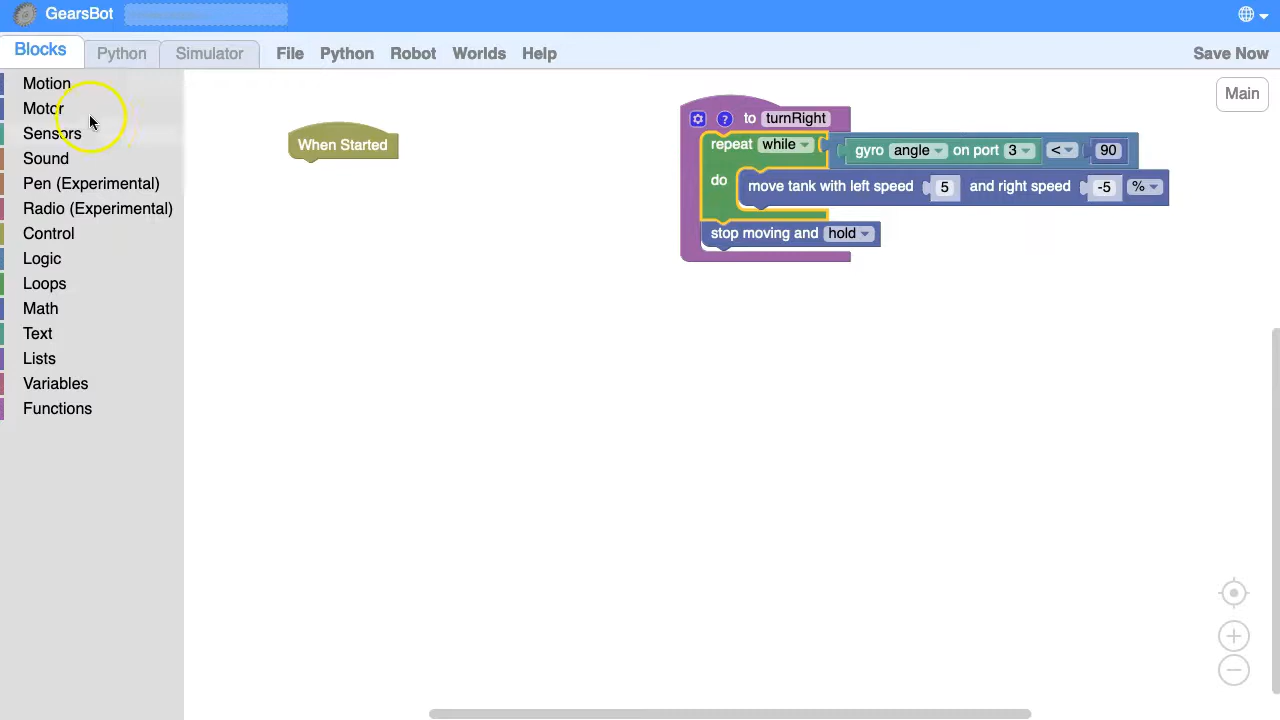 GearsBot
Blocks Python Simulator File Python Robot Worlds Help Save Now
Main
Motion
Motor
Sensors
Sound
Pen (Experimental)
Radio (Experimental)
Control
Logic
Loops
Math
Text
Lists
Variables
Functions
When Started
? to turnRight
repeat while gyro angle on port 3 < 90
do move tank with left speed 5 and right speed -5 %
stop moving and hold